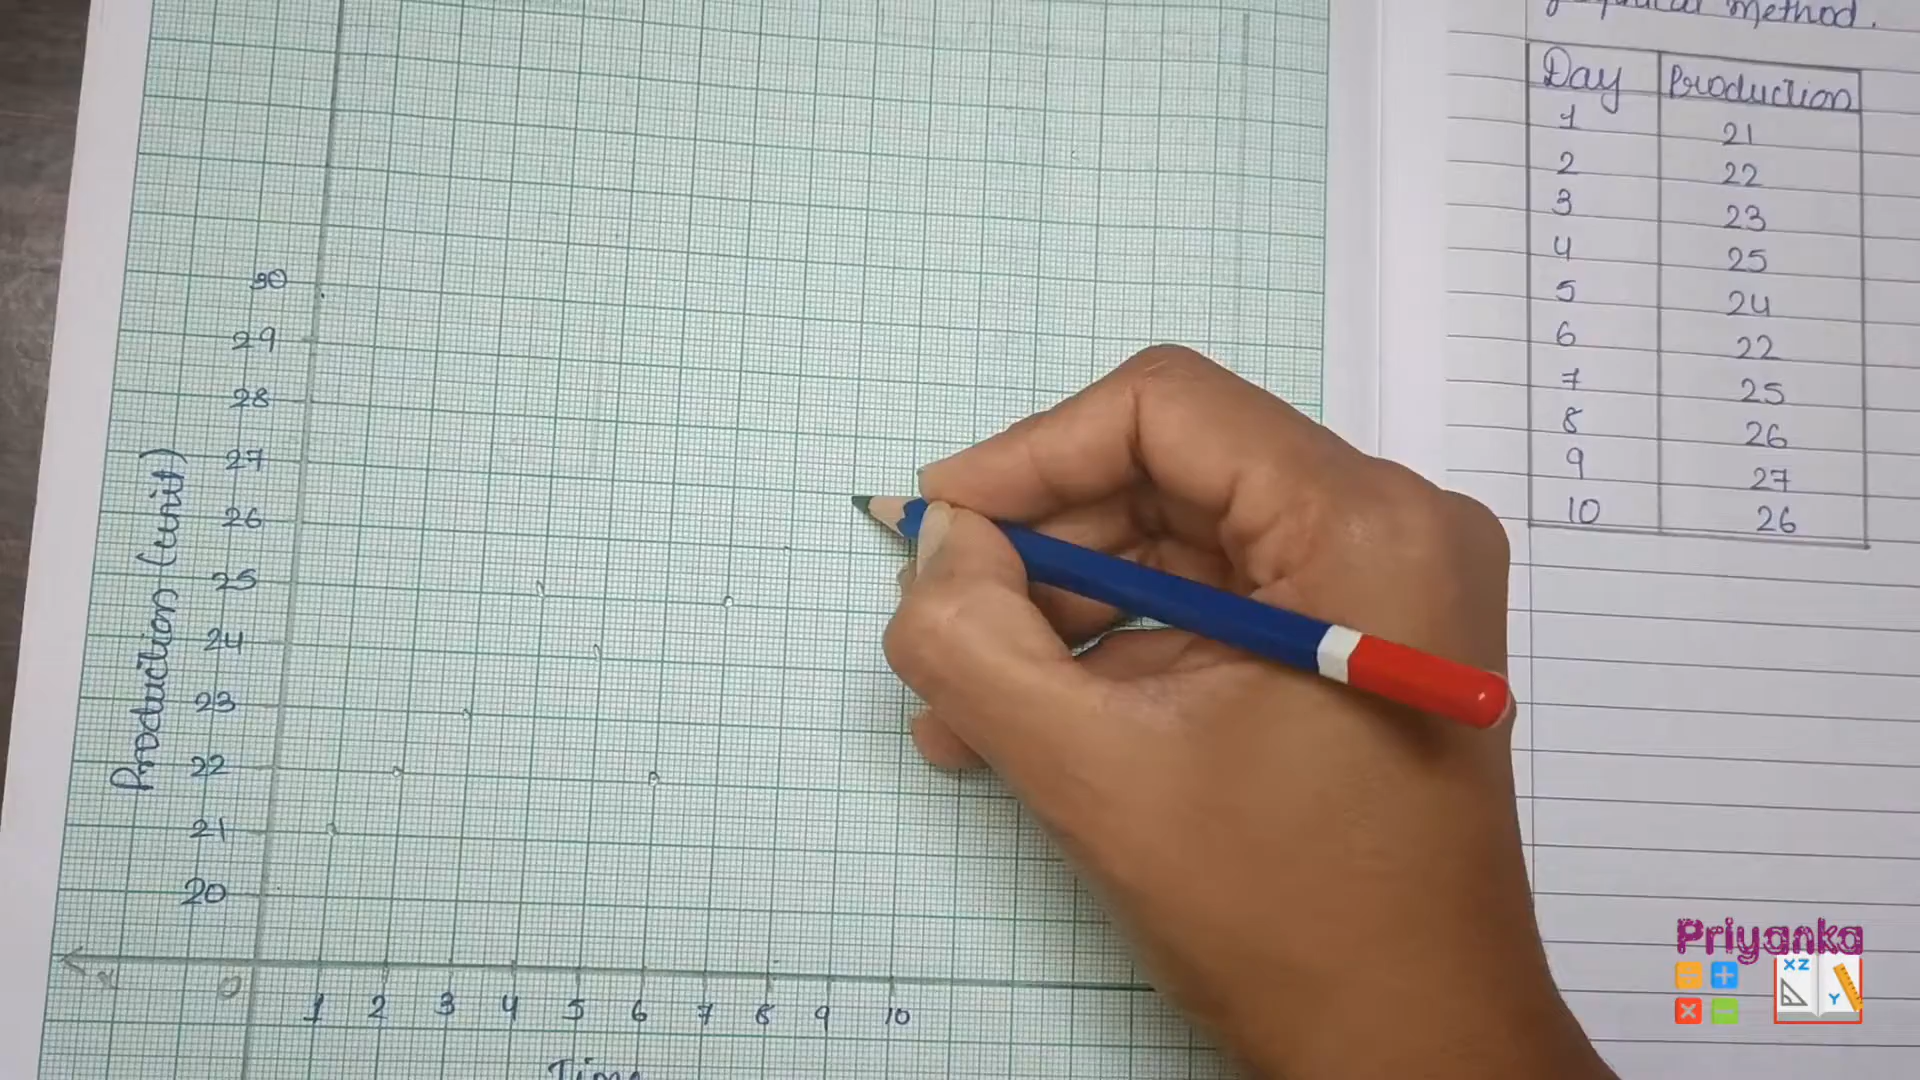 method.
Day Production
1 21
2 22
3 23
4 25
5 24
6 22
7 25
8 26
9 27
10 26
Production (unit)
30
29
28
27
26
25
24
23
22
21
20
0 1 2 3 4 5 6 7 8 9 10
Time
Priyanka
XZ
Y